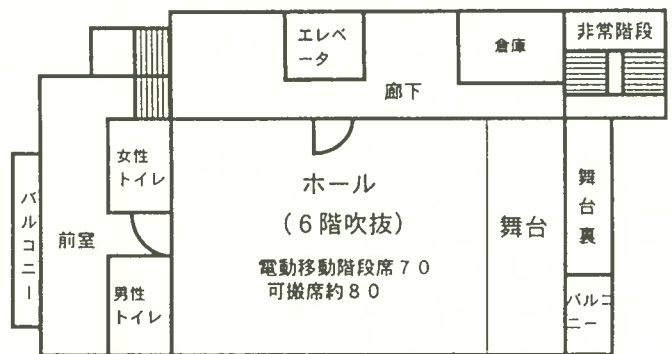 エレベ
ータ
倉庫
非常階段
廊下
女性
トイレ
ホール
(6階吹抜)
電動移動階段席70
可搬席約80
舞台
舞台裏
バルコニー
前室
男性
トイレ
バルコ
ニー